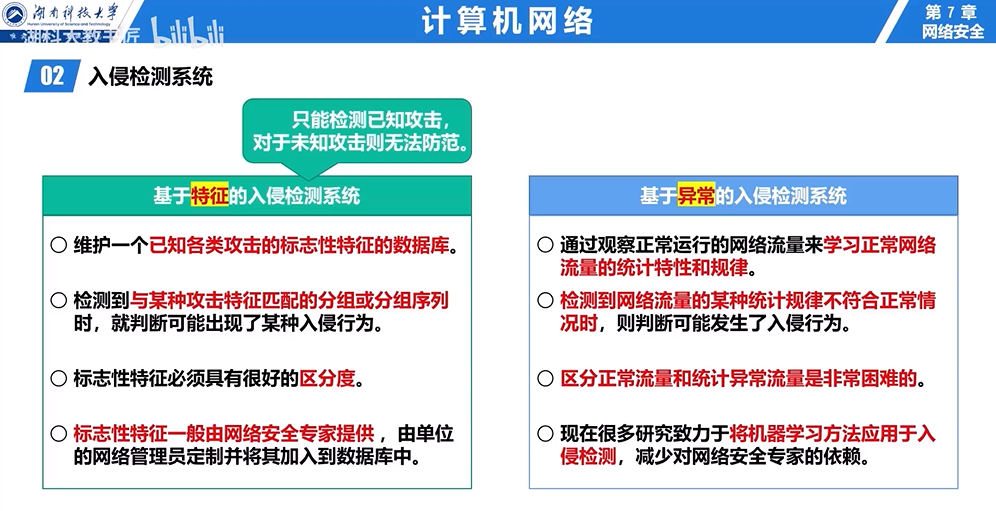 湖南科技大学
Hunan University of Science and Technology
湖科大教书匠
bilibili
计算机网络
第 7 章
网络安全
02
入侵检测系统
只能检测已知攻击，
对于未知攻击则无法防范。
基于特征的入侵检测系统
○ 维护一个已知各类攻击的标志性特征的数据库。
○ 检测到与某种攻击特征匹配的分组或分组序列
时，就判断可能出现了某种入侵行为。
○ 标志性特征必须具有很好的区分度。
○ 标志性特征一般由网络安全专家提供 ，由单位
的网络管理员定制并将其加入到数据库中。
基于异常的入侵检测系统
○ 通过观察正常运行的网络流量来学习正常网络
流量的统计特性和规律。
○ 检测到网络流量的某种统计规律不符合正常情
况时，则判断可能发生了入侵行为。
○ 区分正常流量和统计异常流量是非常困难的。
○ 现在很多研究致力于将机器学习方法应用于入
侵检测，减少对网络安全专家的依赖。